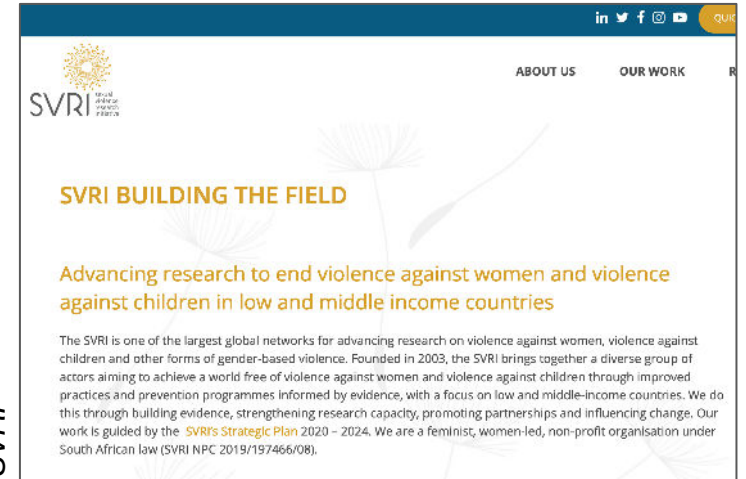 QUIC
ABOUT US OUR WORK R
SVRI sexual
violence
research
initiative
SVRI BUILDING THE FIELD
Advancing research to end violence against women and violence
against children in low and middle income countries
The SVRI is one of the largest global networks for advancing research on violence against women, violence against
children and other forms of gender-based violence. Founded in 2003, the SVRI brings together a diverse group of
actors aiming to achieve a world free of violence against women and violence against children through improved
practices and prevention programmes informed by evidence, with a focus on low and middle-income countries. We do
this through building evidence, strengthening research capacity, promoting partnerships and influencing change. Our
work is guided by the SVRI's Strategic Plan 2020 – 2024. We are a feminist, women-led, non-profit organisation under
South African law (SVRI NPC 2019/197466/08).